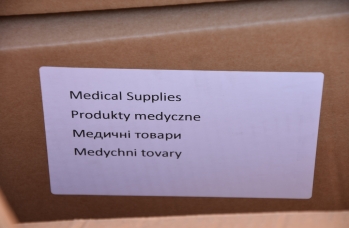 Medical Supplies
Produkty medyczne
Медичні товари
Medychni tovary